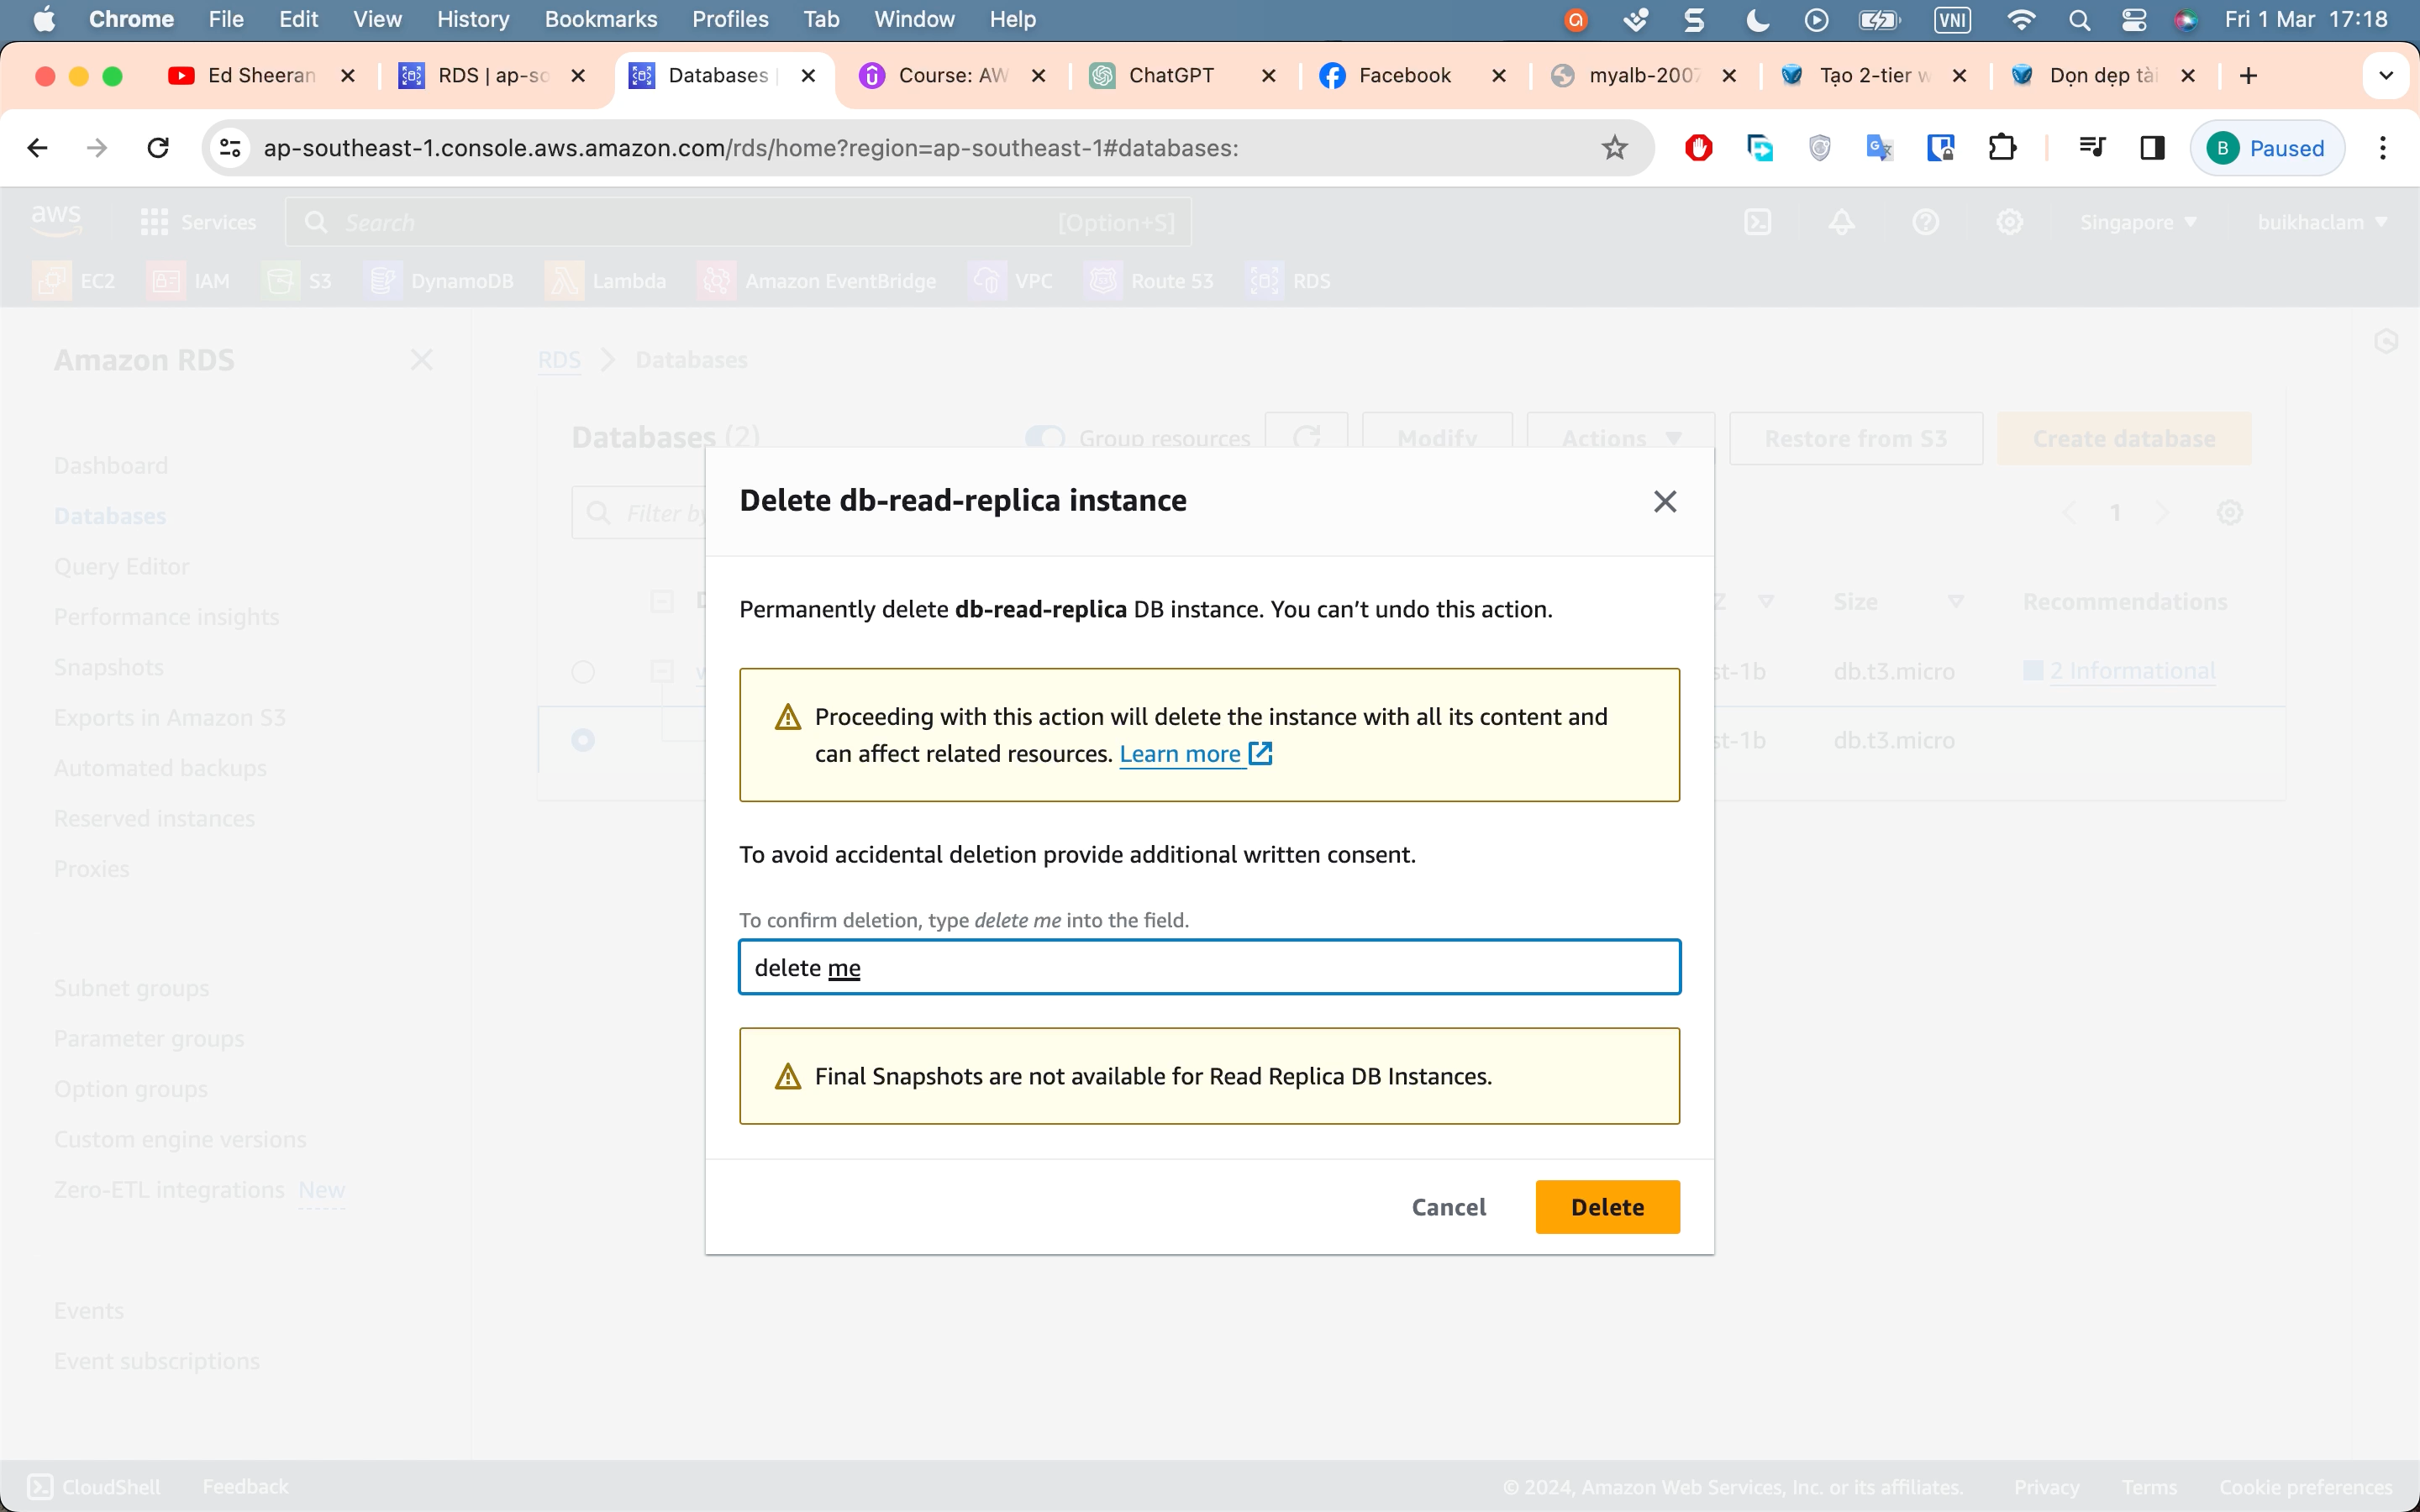 Chrome File Edit View History Bookmarks Profiles Tab Window Help VNI Fri 1 Mar 17:18
Ed Sheeran RDS | ap-so Databases | Course: AW ChatGPT Facebook myalb-2007 Tạo 2-tier w Dọn dẹp tài
ap-southeast-1.console.aws.amazon.com/rds/home?region=ap-southeast-1#databases: B Paused
aws Services Search [Option+S] Singapore buikhaclam
EC2 IAM S3 DynamoDB Lambda Amazon EventBridge VPC Route 53 RDS
Amazon RDS
Dashboard
Databases
Query Editor
Performance insights
Snapshots
Exports in Amazon S3
Automated backups
Reserved instances
Proxies
Subnet groups
Parameter groups
Option groups
Custom engine versions
Zero-ETL integrations New
Events
Event subscriptions
RDS Databases
Databases (2) Group resources Modify Actions Restore from S3 Create database
Filter by 1
Size Recommendations
st-1b db.t3.micro 2 Informational
st-1b db.t3.micro
Delete db-read-replica instance
Permanently delete db-read-replica DB instance. You can't undo this action.
Proceeding with this action will delete the instance with all its content and
can affect related resources. Learn more
To avoid accidental deletion provide additional written consent.
To confirm deletion, type delete me into the field.
delete me
Final Snapshots are not available for Read Replica DB Instances.
Cancel Delete
CloudShell Feedback © 2024, Amazon Web Services, Inc. or its affiliates. Privacy Terms Cookie preferences